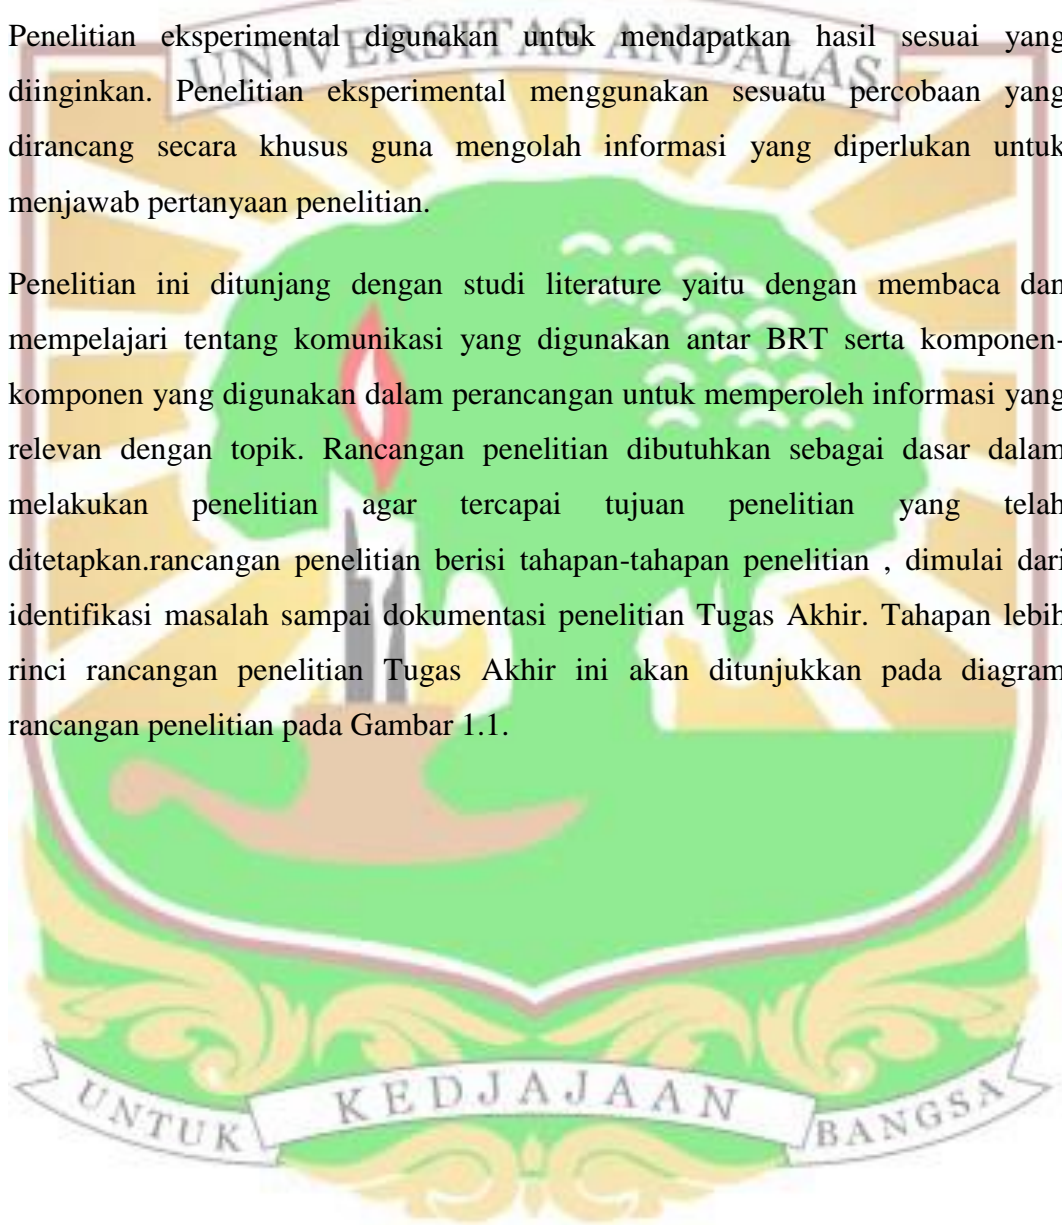 UNIVERSITAS ANDALAS
Penelitian eksperimental digunakan untuk mendapatkan hasil sesuai yang
diinginkan. Penelitian eksperimental menggunakan sesuatu percobaan yang
dirancang secara khusus guna mengolah informasi yang diperlukan untuk
menjawab pertanyaan penelitian.
Penelitian ini ditunjang dengan studi literature yaitu dengan membaca dan
mempelajari tentang komunikasi yang digunakan antar BRT serta komponen-
komponen yang digunakan dalam perancangan untuk memperoleh informasi yang
relevan dengan topik. Rancangan penelitian dibutuhkan sebagai dasar dalam
melakukan penelitian agar tercapai tujuan penelitian yang telah
ditetapkan.rancangan penelitian berisi tahapan-tahapan penelitian , dimulai dari
identifikasi masalah sampai dokumentasi penelitian Tugas Akhir. Tahapan lebih
rinci rancangan penelitian Tugas Akhir ini akan ditunjukkan pada diagram
rancangan penelitian pada Gambar 1.1.
UNTUK KEDJAJAAN BANGSA